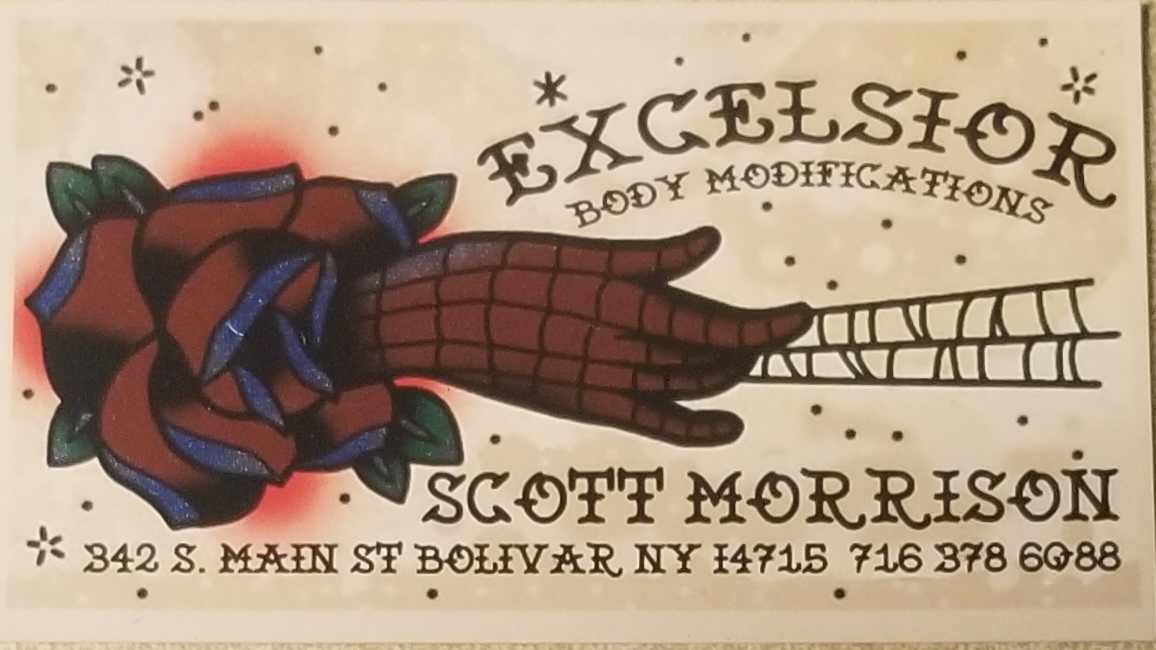 EXCELSIOR
BODY MODIFICATIONS
SCOTT MORRISON
342 S. MAIN ST BOLIVAR NY 14715 716 378 6088